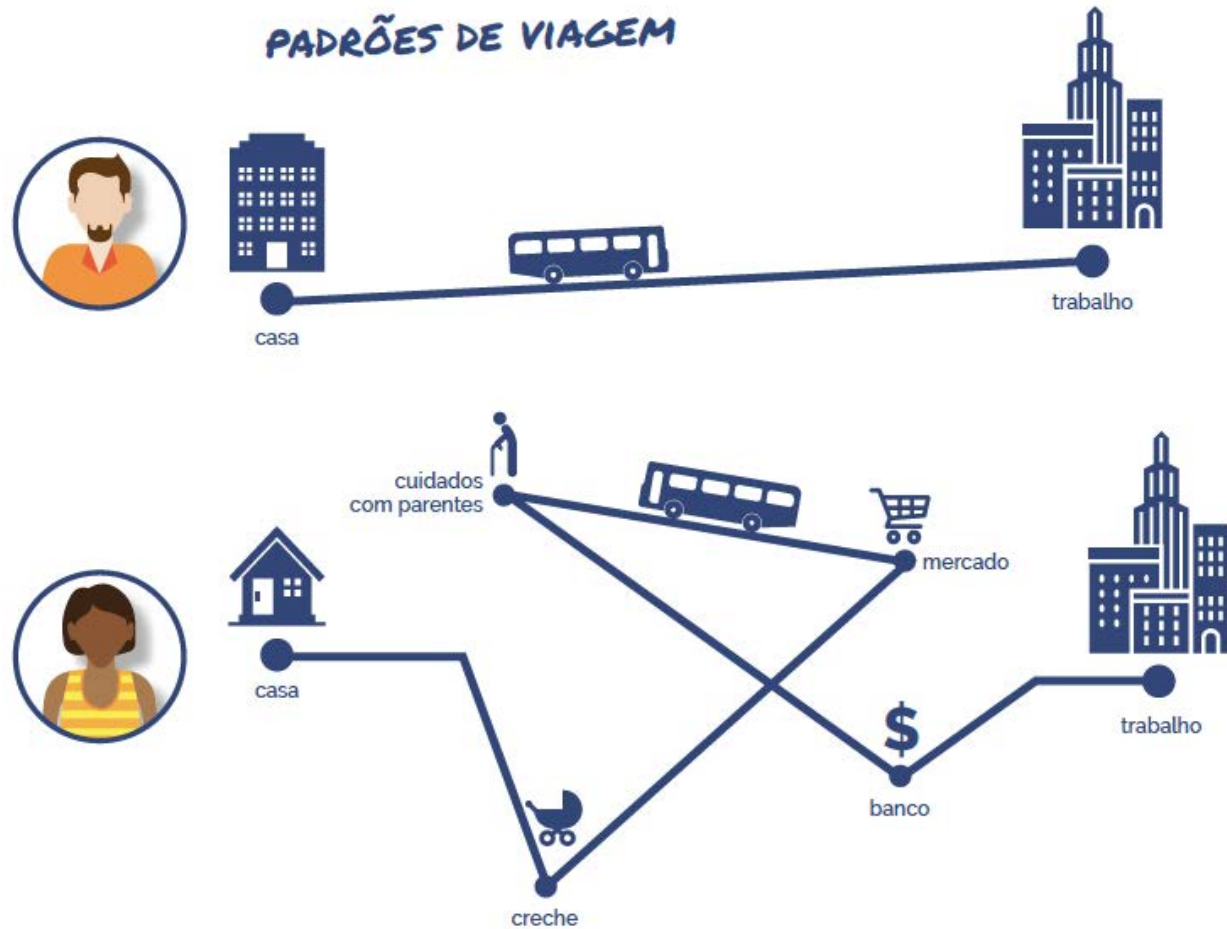 PADRÕES DE VIAGEM
casa
trabalho
cuidados
com parentes
mercado
casa
$
trabalho
banco
creche